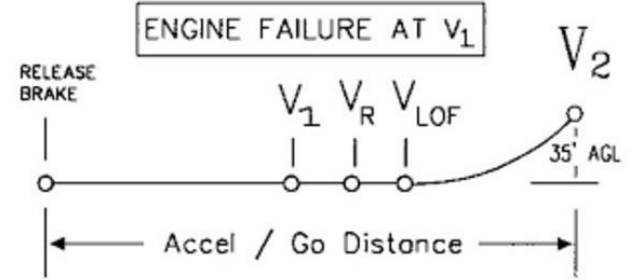 ENGINE FAILURE AT V1
V2
RELEASE
BRAKE
V1 VR VLOF
35' AGL
Accel / Go Distance